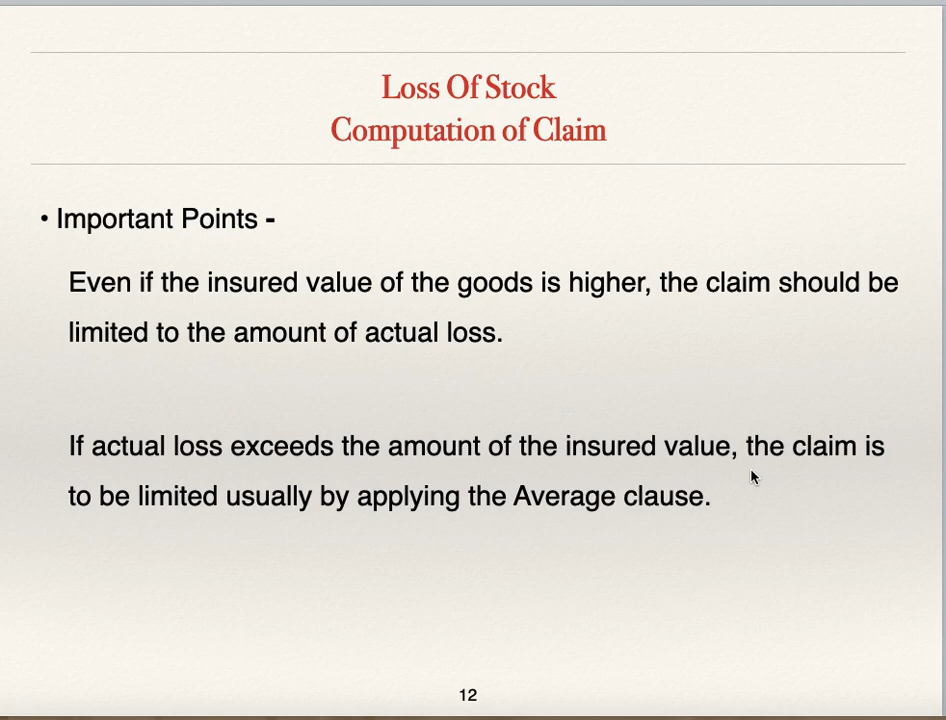 Loss Of Stock
Computation of Claim
• Important Points -
Even if the insured value of the goods is higher, the claim should be
limited to the amount of actual loss.
If actual loss exceeds the amount of the insured value, the claim is
to be limited usually by applying the Average clause.
12